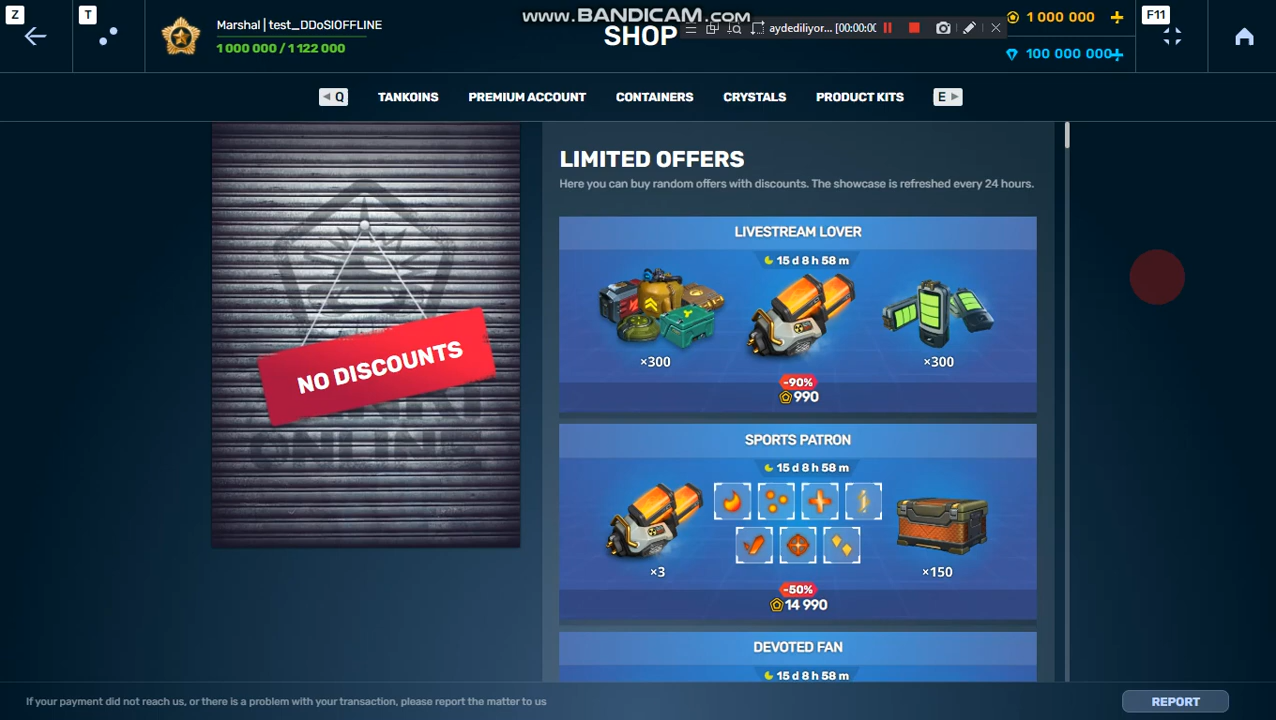 Z
T
Marshal | test_DDoSIOFFLINE
1 000 000 / 1 122 000
www.BANDICAM.com
SHOP
aydediliyor... [00:00:0
1 000 000
100 000 000
F11
Q
TANKOINS
PREMIUM ACCOUNT
CONTAINERS
CRYSTALS
PRODUCT KITS
E
NO DISCOUNTS
ONLINE
LIMITED OFFERS
Here you can buy random offers with discounts. The showcase is refreshed every 24 hours.
LIVESTREAM LOVER
15 d 8 h 58 m
×300
×300
-90%
990
SPORTS PATRON
15 d 8 h 58 m
×3
×150
-50%
14 990
DEVOTED FAN
15 d 8 h 58 m
If your payment did not reach us, or there is a problem with your transaction, please report the matter to us
REPORT